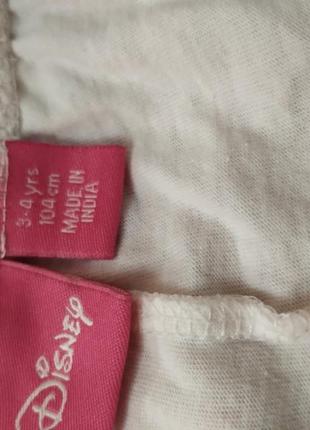 3-4 yrs
104 cm
MADE IN
INDIA
Disney